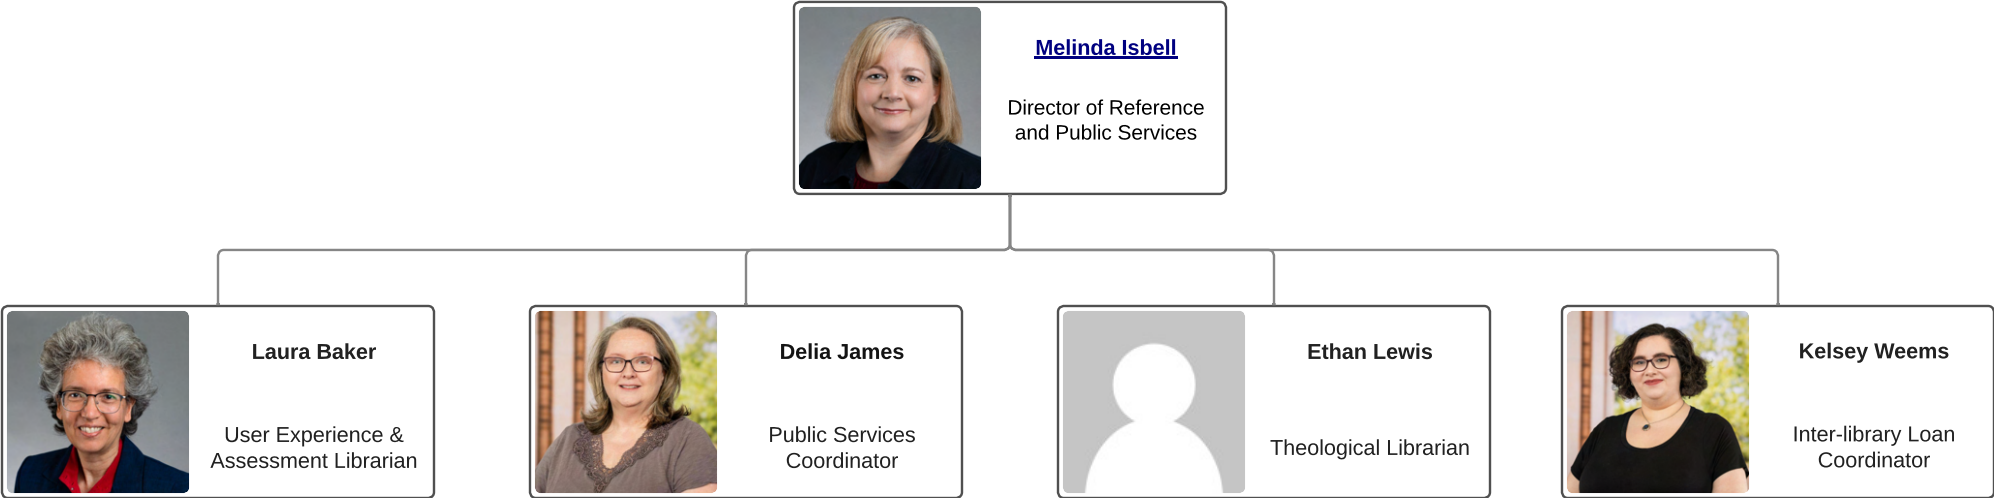 Melinda Isbell
Director of Reference
and Public Services
Laura Baker
User Experience &
Assessment Librarian
Delia James
Public Services
Coordinator
Ethan Lewis
Theological Librarian
Kelsey Weems
Inter-library Loan
Coordinator